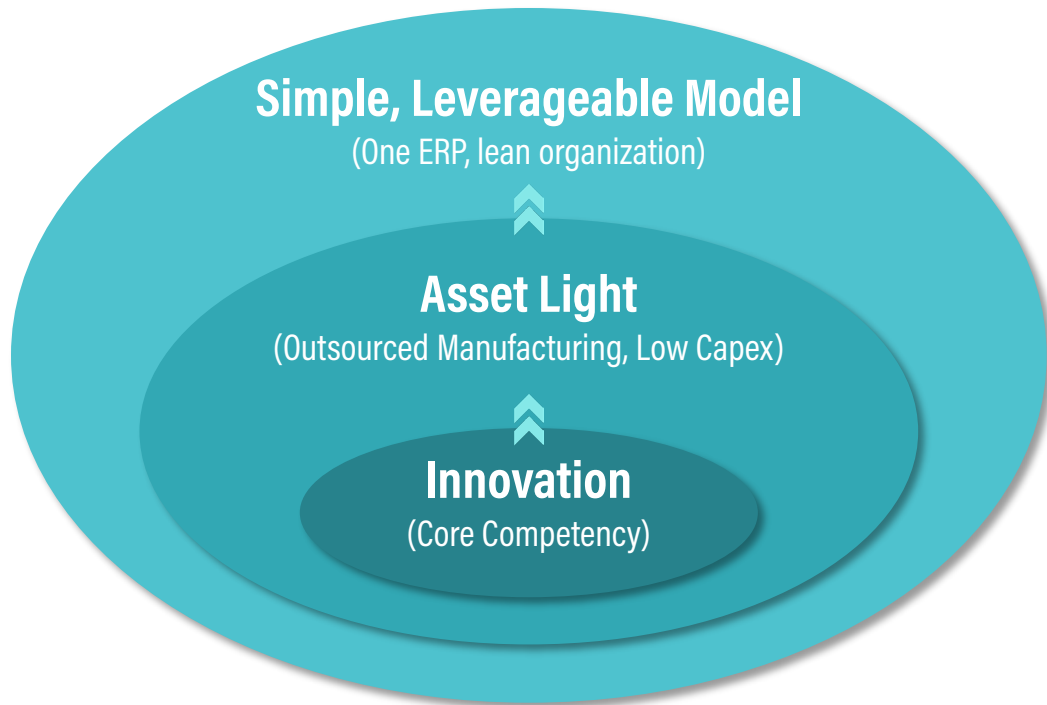 Simple, Leverageable Model
(One ERP, lean organization)
Asset Light
(Outsourced Manufacturing, Low Capex)
Innovation
(Core Competency)